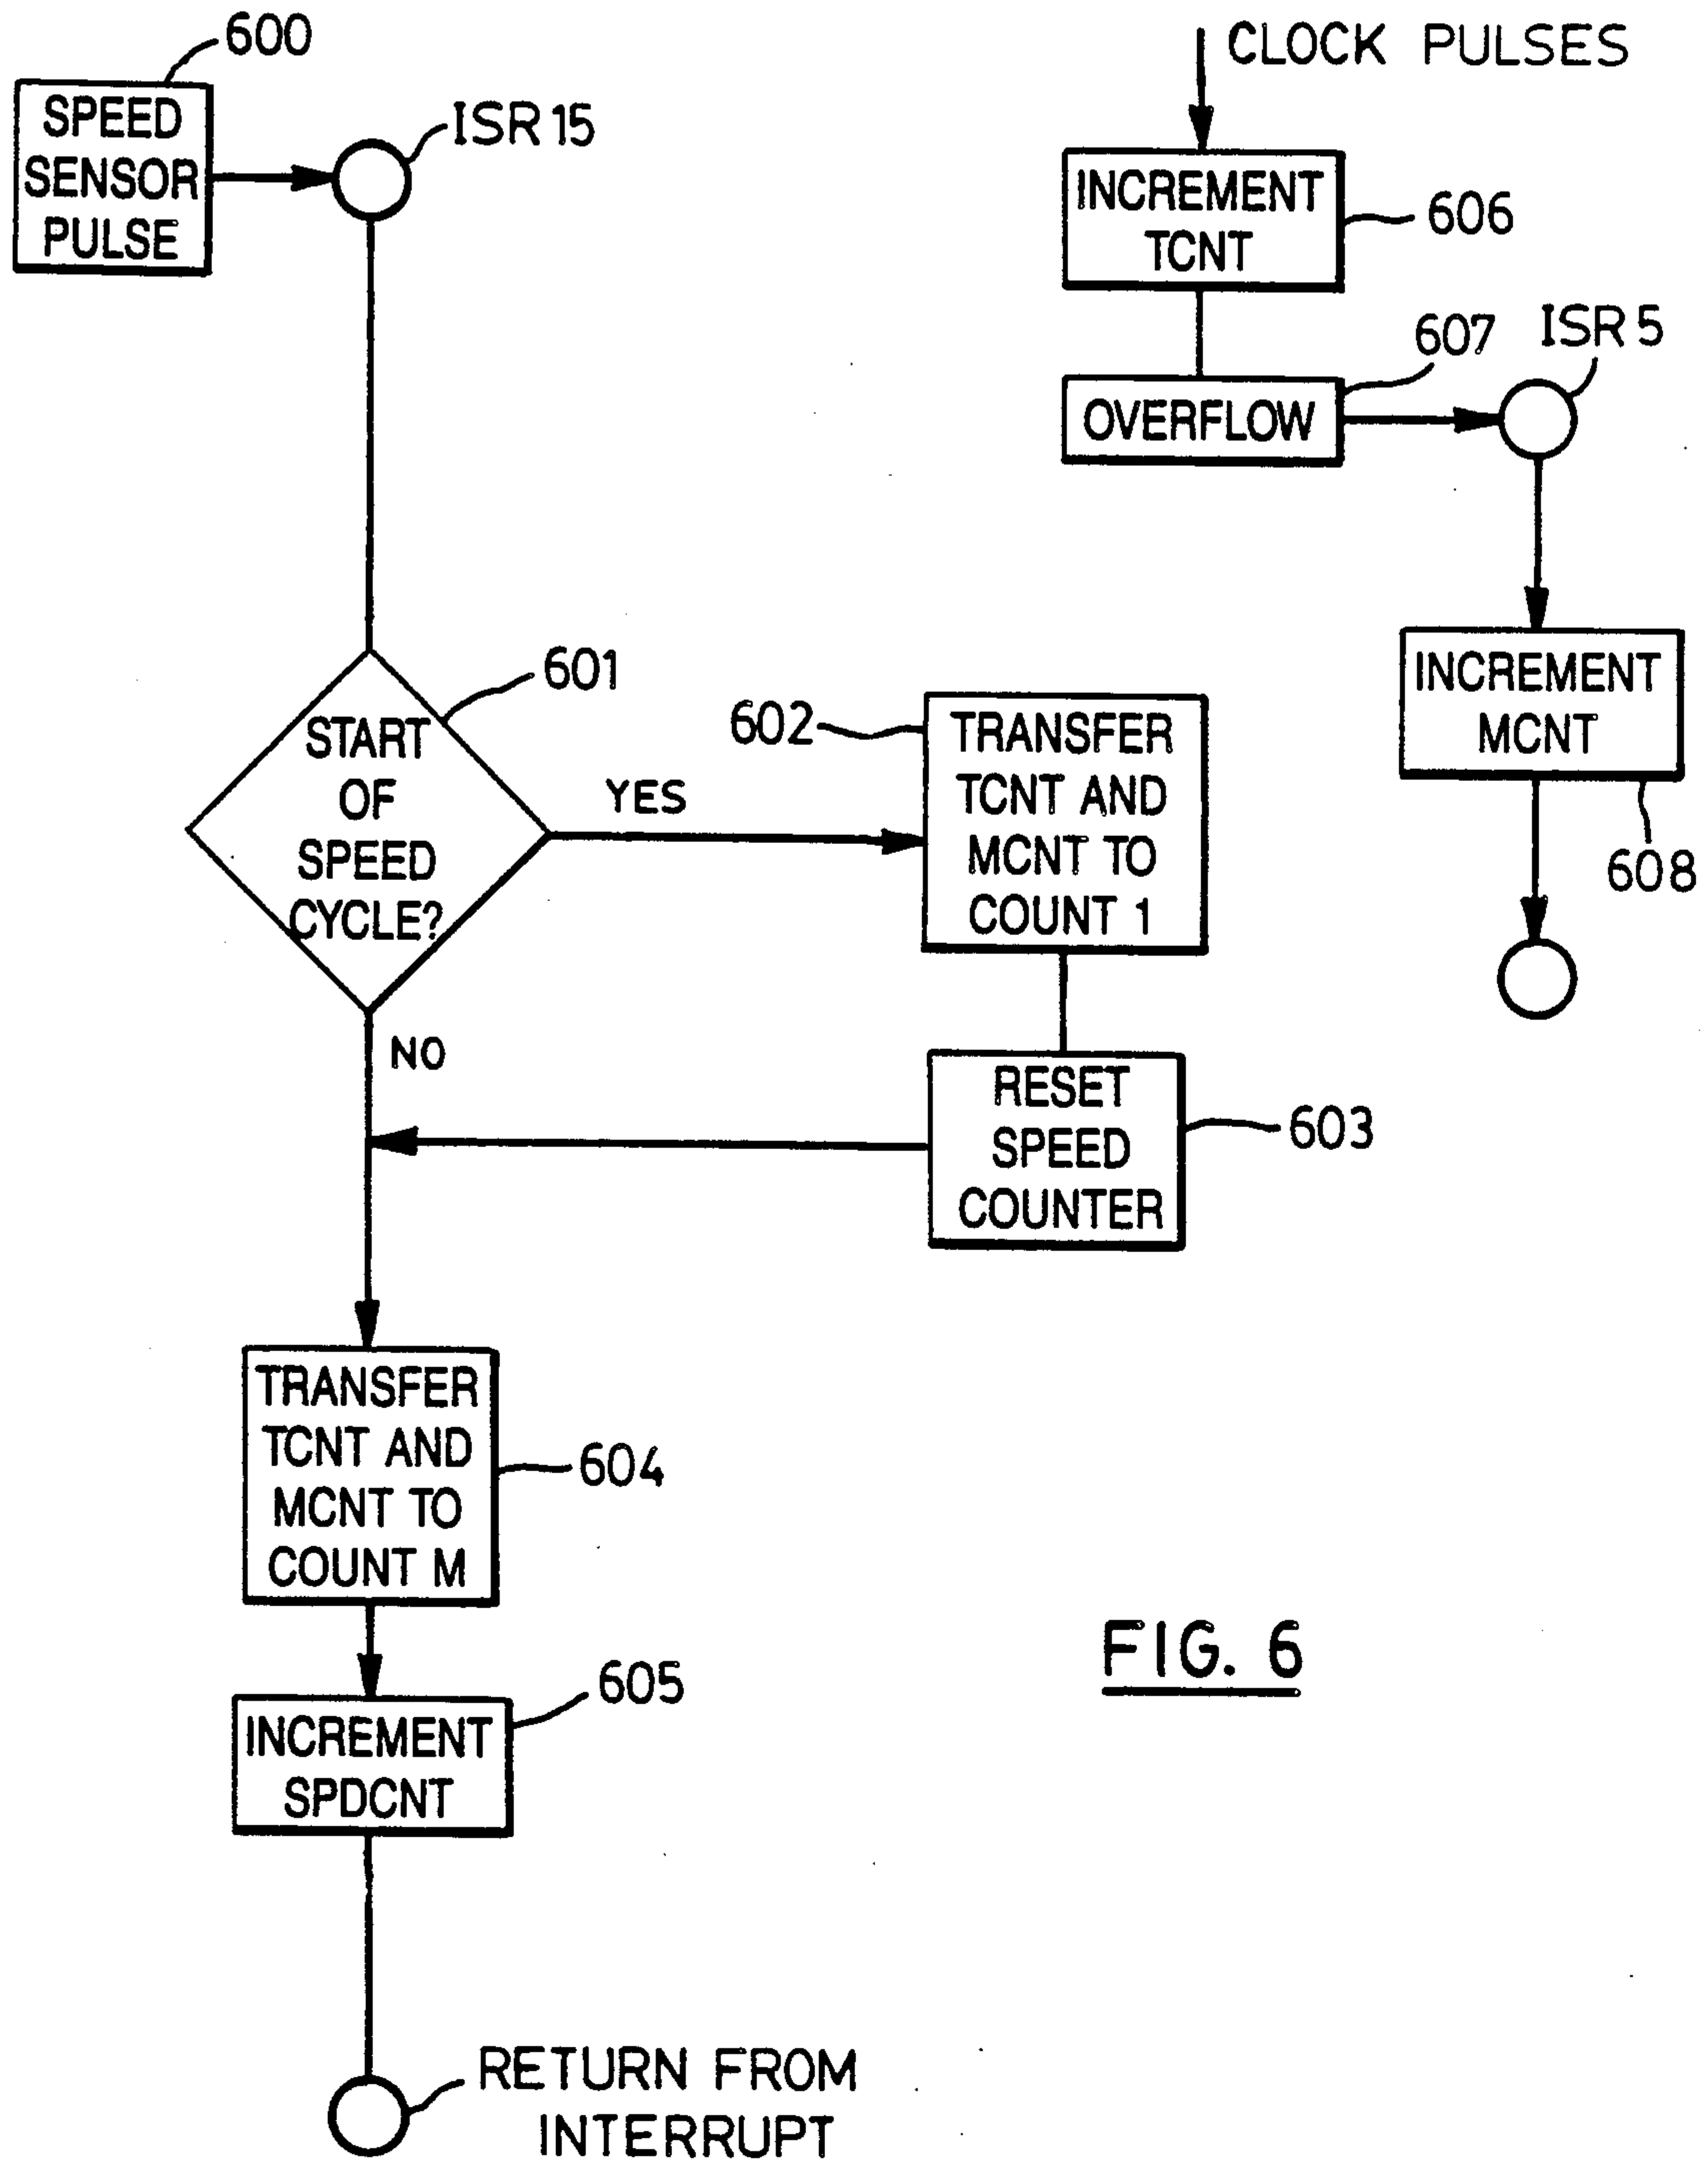 600
SPEED
SENSOR
PULSE
ISR 15
CLOCK PULSES
INCREMENT
TCNT
606
OVERFLOW
607
ISR 5
INCREMENT
MCNT
608
START
OF
SPEED
CYCLE?
601
YES
NO
602
TRANSFER
TCNT AND
MCNT TO
COUNT 1
RESET
SPEED
COUNTER
603
TRANSFER
TCNT AND
MCNT TO
COUNT M
604
INCREMENT
SPDCNT
605
RETURN FROM
INTERRUPT
FIG. 6